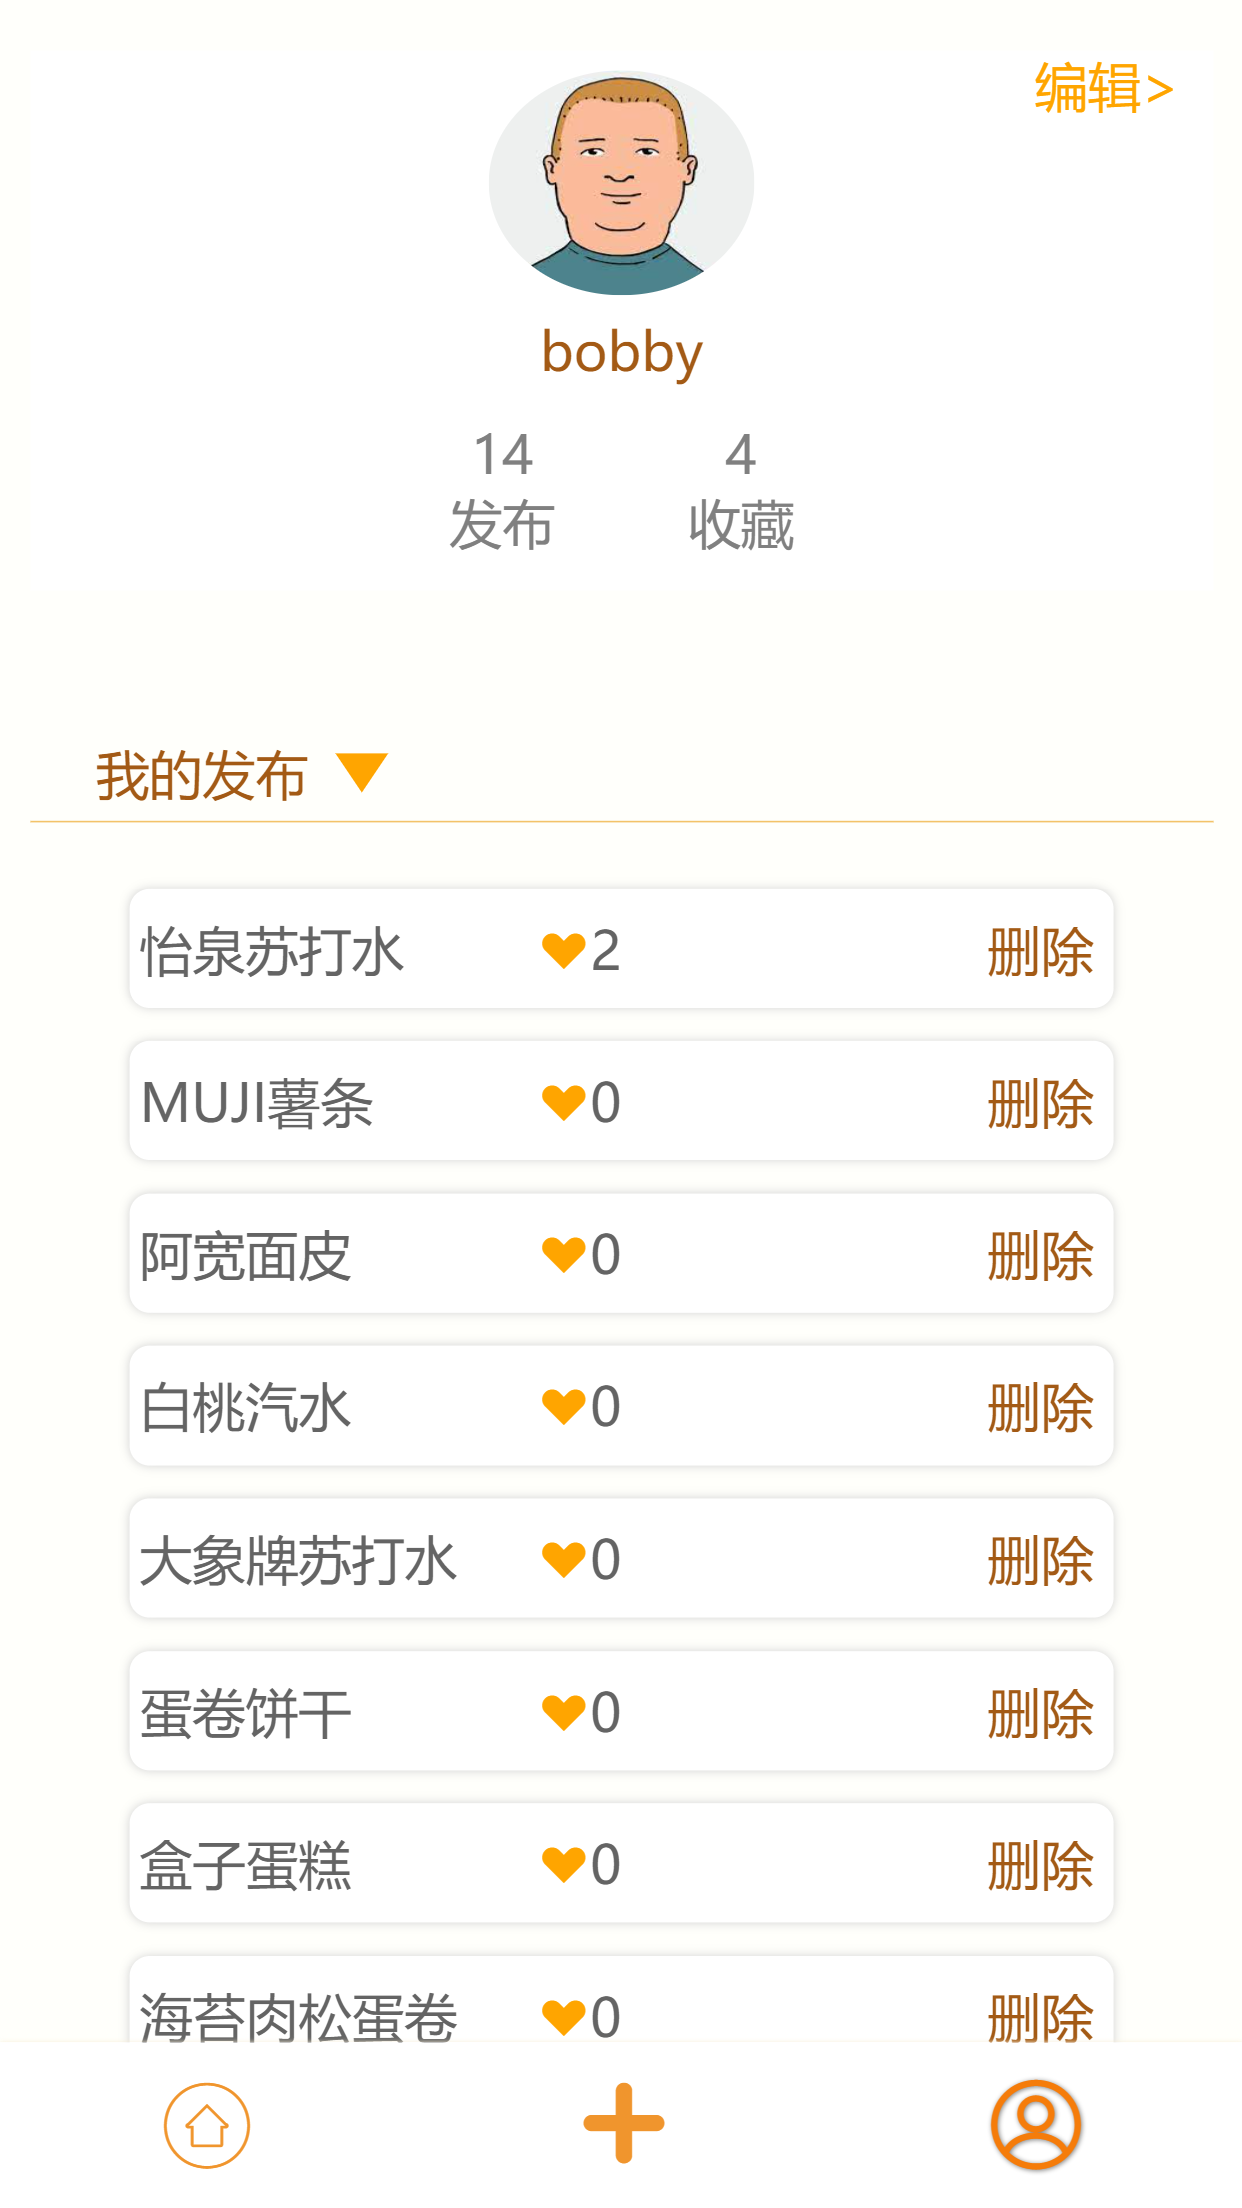 编辑>
bobby
14 4
发布 收藏
我的发布
怡泉苏打水 2 删除
MUJI薯条 0 删除
阿宽面皮 0 删除
白桃汽水 0 删除
大象牌苏打水 0 删除
蛋卷饼干 0 删除
盒子蛋糕 0 删除
海苔肉松蛋卷 0 删除